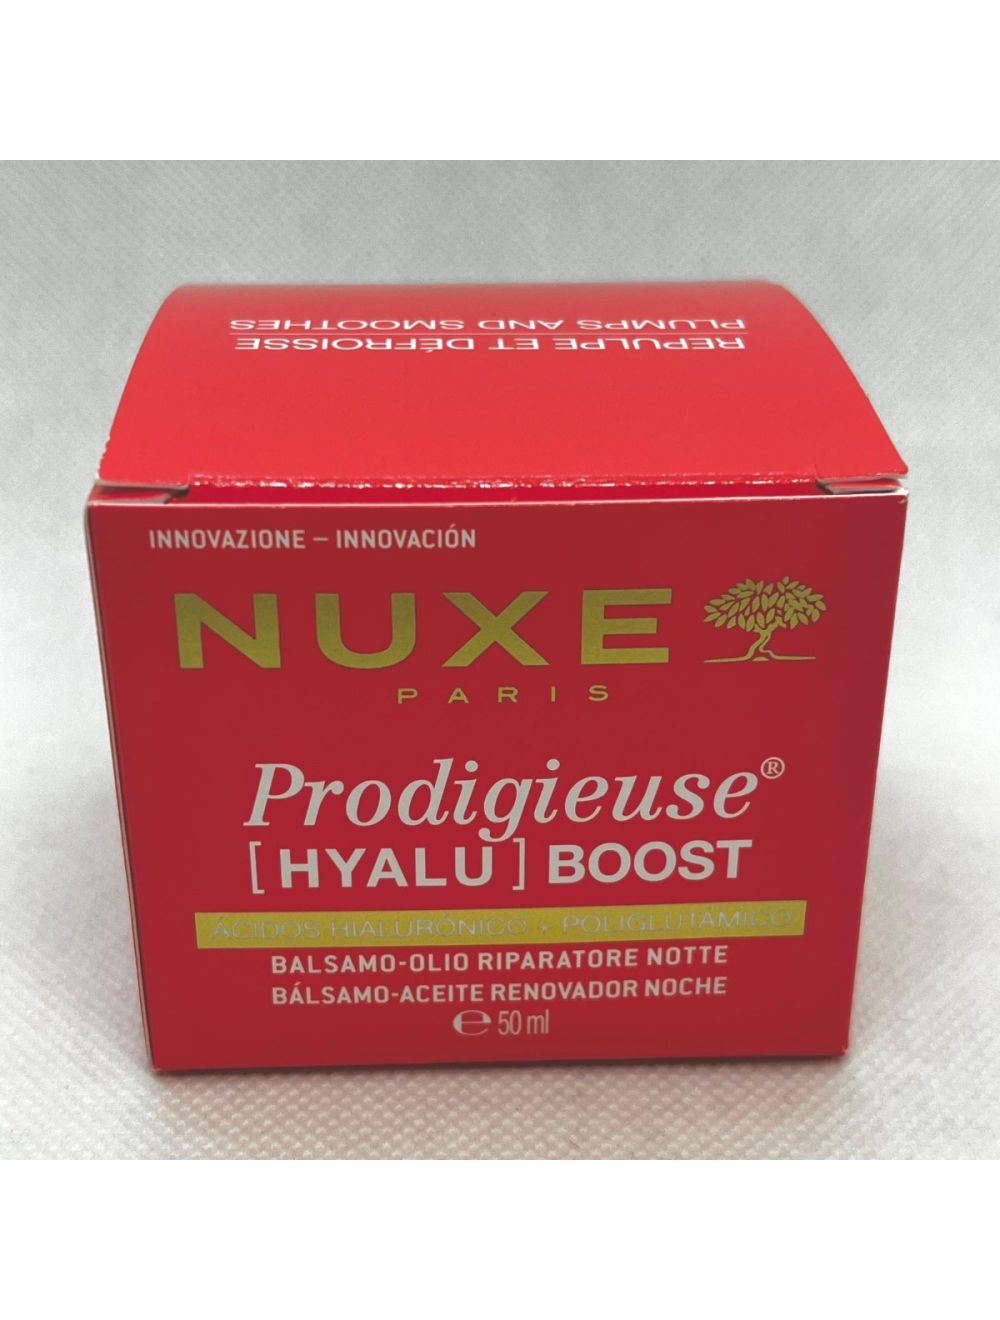 REPULPE ET DÉFROISSE
PLUMPS AND SMOOTHES
INNOVAZIONE – INNOVACIÓN
NUXE
PARIS
Prodigieuse®
[HYALU] BOOST
ÁCIDOS HIALURÓNICO + POLIGLUTÁMICO
BALSAMO-OLIO RIPARATORE NOTTE
BÁLSAMO-ACEITE RENOVADOR NOCHE
℮ 50 ml